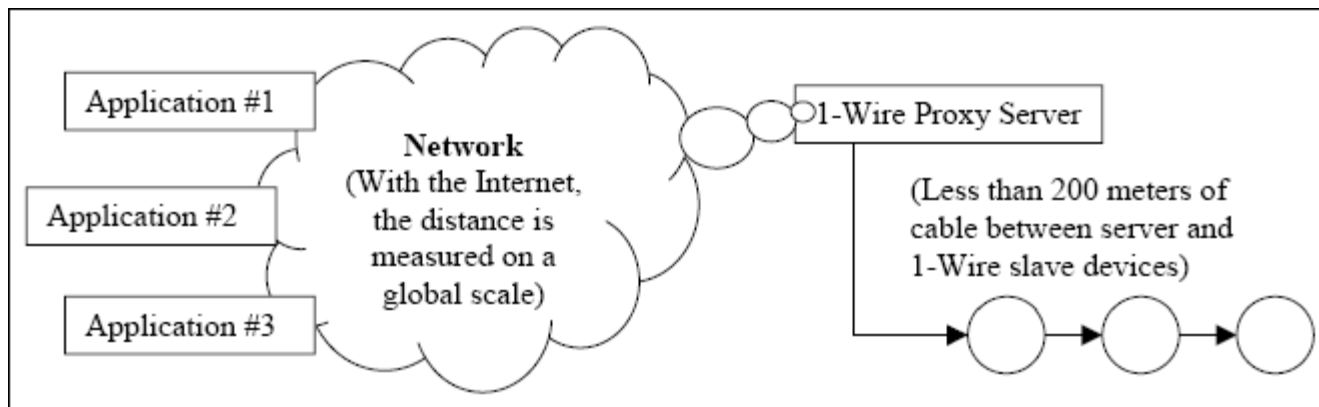 Application #1
Application #2
Application #3
Network
(With the Internet,
the distance is
measured on a
global scale)
1-Wire Proxy Server
(Less than 200 meters of
cable between server and
1-Wire slave devices)